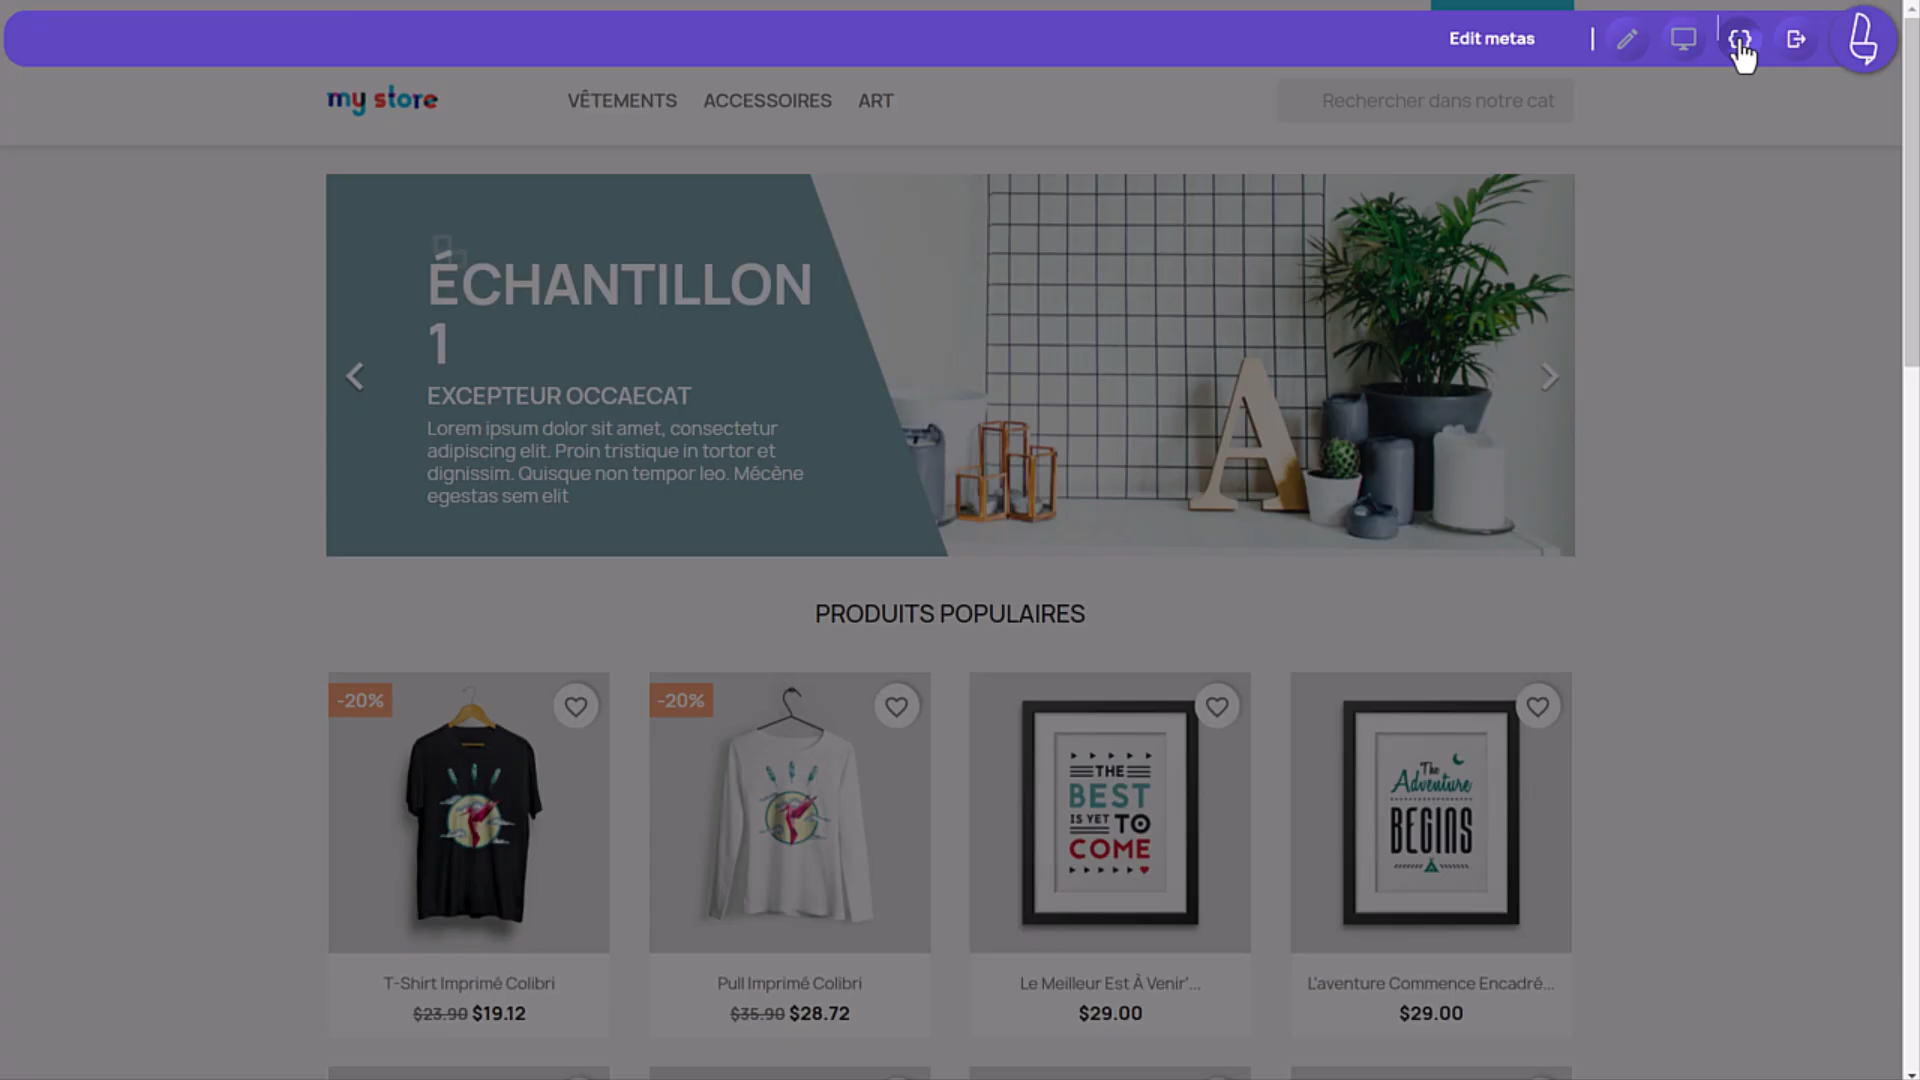 Edit metas
my store
VÊTEMENTS ACCESSOIRES ART
Rechercher dans notre cat
ÉCHANTILLON
1
EXCEPTEUR OCCAECAT
Lorem ipsum dolor sit amet, consectetur
adipiscing elit. Proin tristique in tortor et
dignissim. Quisque non tempor leo. Mécène
egestas sem elit
A
PRODUITS POPULAIRES
-20%
-20%
THE
BEST
IS YET TO
COME
The
Adventure
BEGINS
T-Shirt Imprimé Colibri
$23.90 $19.12
Pull Imprimé Colibri
$35.90 $28.72
Le Meilleur Est À Venir'...
$29.00
L'aventure Commence Encadré...
$29.00